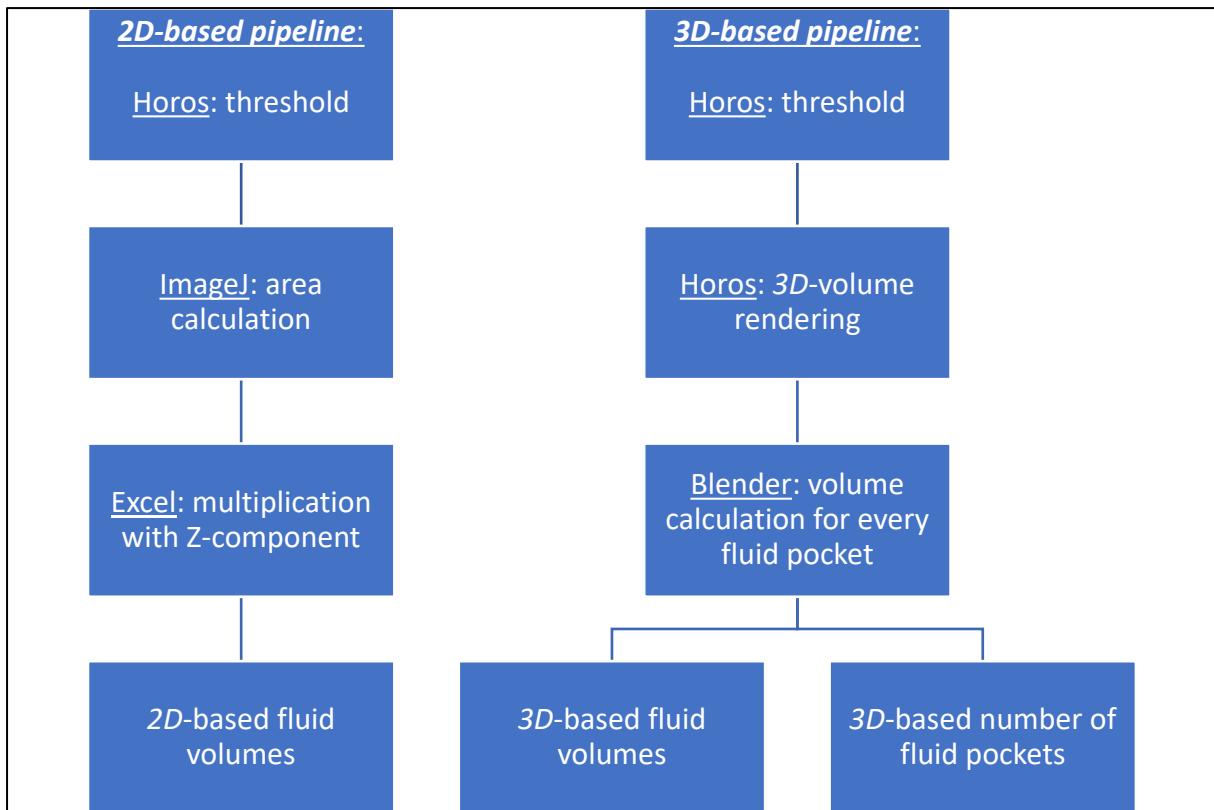 2D-based pipeline:
Horos: threshold
ImageJ: area
calculation
Excel: multiplication
with Z-component
2D-based fluid
volumes
3D-based pipeline:
Horos: threshold
Horos: 3D-volume
rendering
Blender: volume
calculation for every
fluid pocket
3D-based fluid
volumes
3D-based number of
fluid pockets